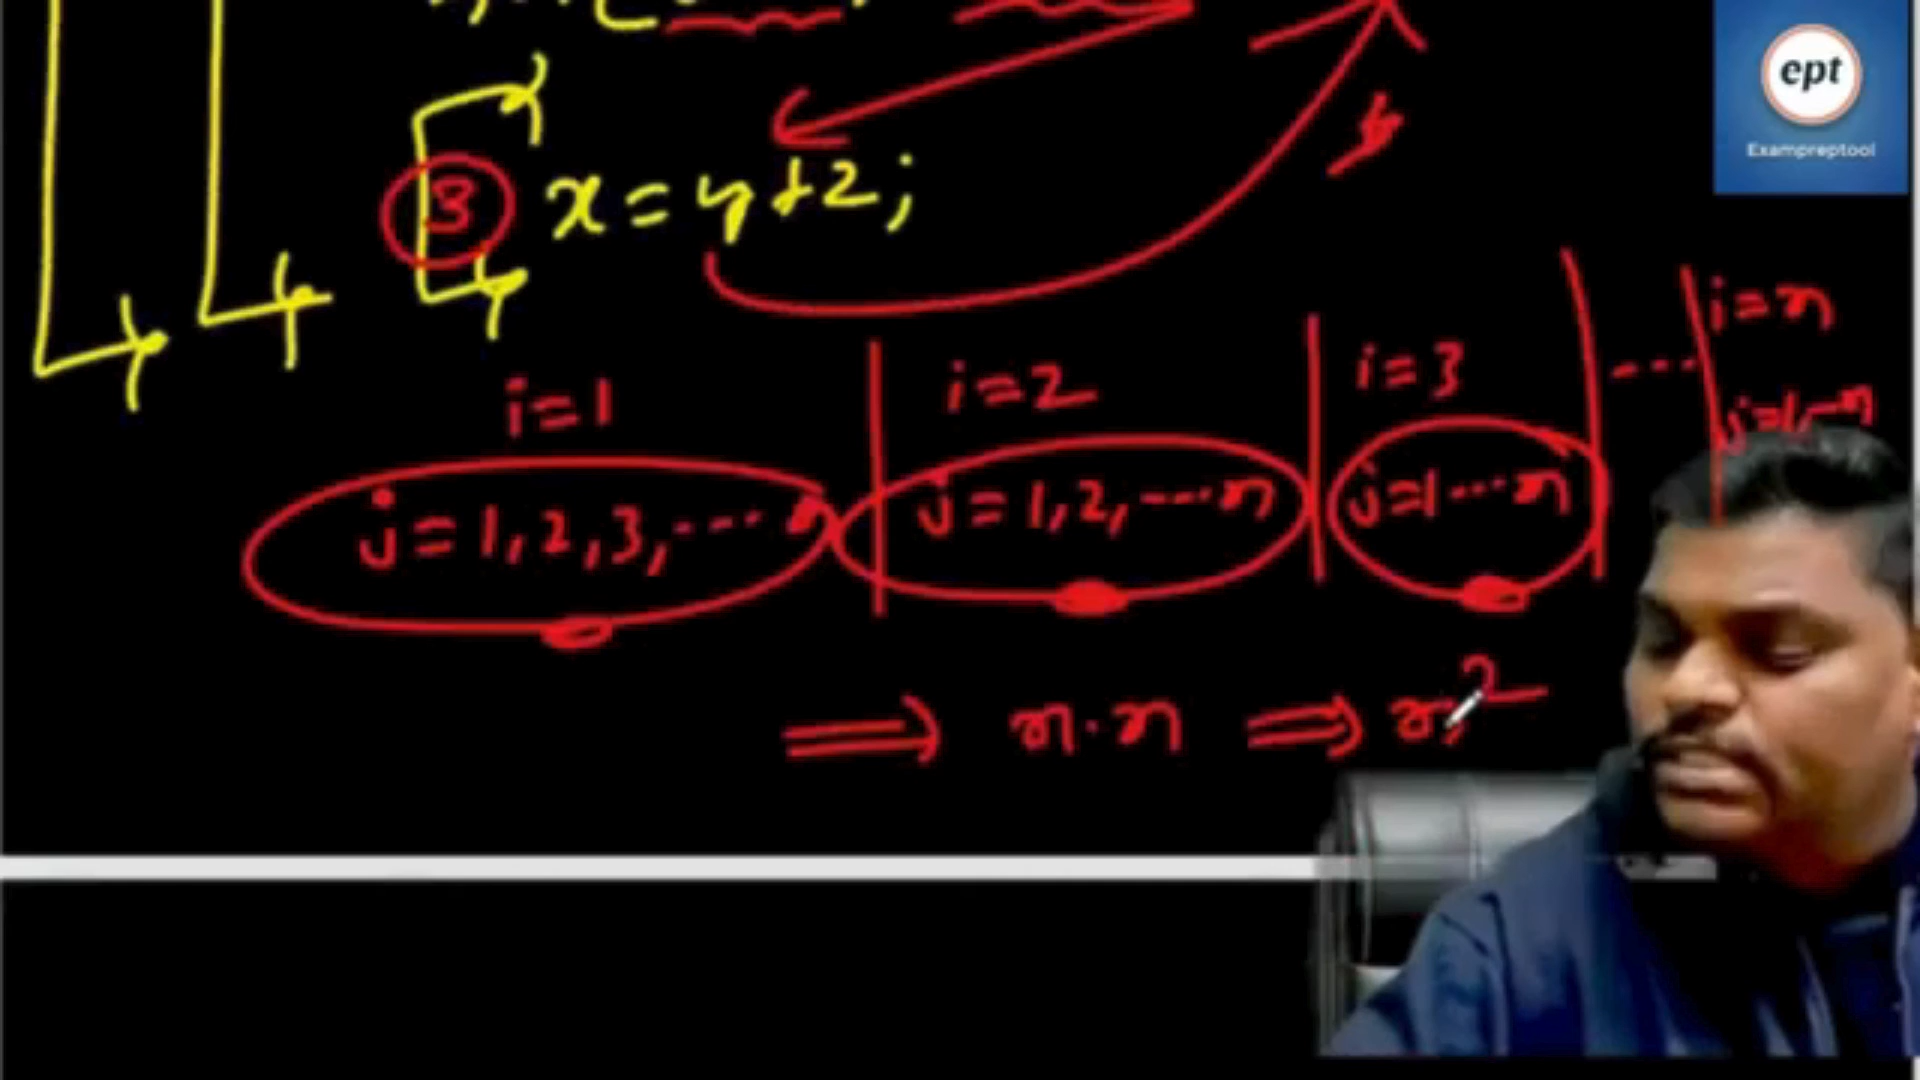 ept
Exampreptool
3 x = y+2;
i=1 i=2 i=3 ... i=n
j=1,2,3,....n j=1,2,....n j=1...n j=1,-n
⇒ n.n ⇒ n²